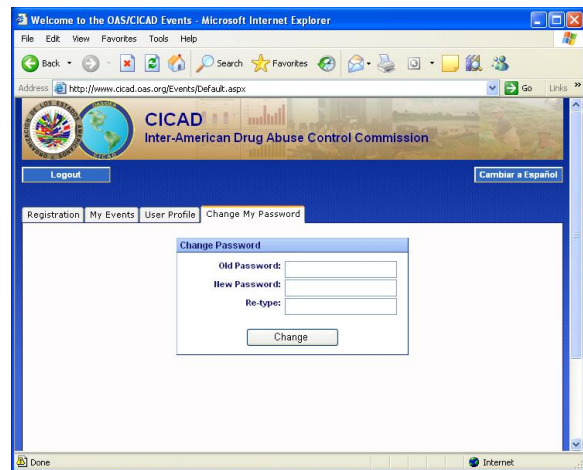 Welcome to the OAS/CICAD Events - Microsoft Internet Explorer
File Edit View Favorites Tools Help
Back Search Favorites
Address http://www.cicad.oas.org/Events/Default.aspx Go Links »
CICAD
Inter-American Drug Abuse Control Commission
Logout Cambiar a Español
Registration My Events User Profile Change My Password
Change Password
Old Password:
New Password:
Re-type:
Change
Done Internet